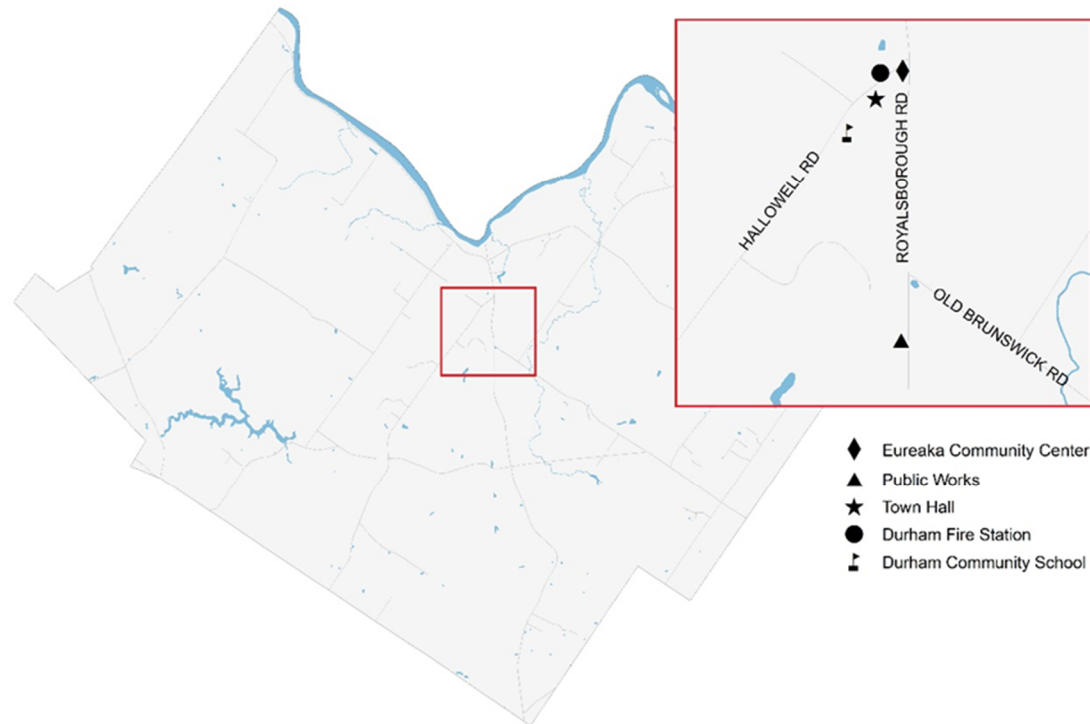 HALLOWELL RD
ROYALSBOROUGH RD
OLD BRUNSWICK RD
Eureaka Community Center
Public Works
Town Hall
Durham Fire Station
Durham Community School